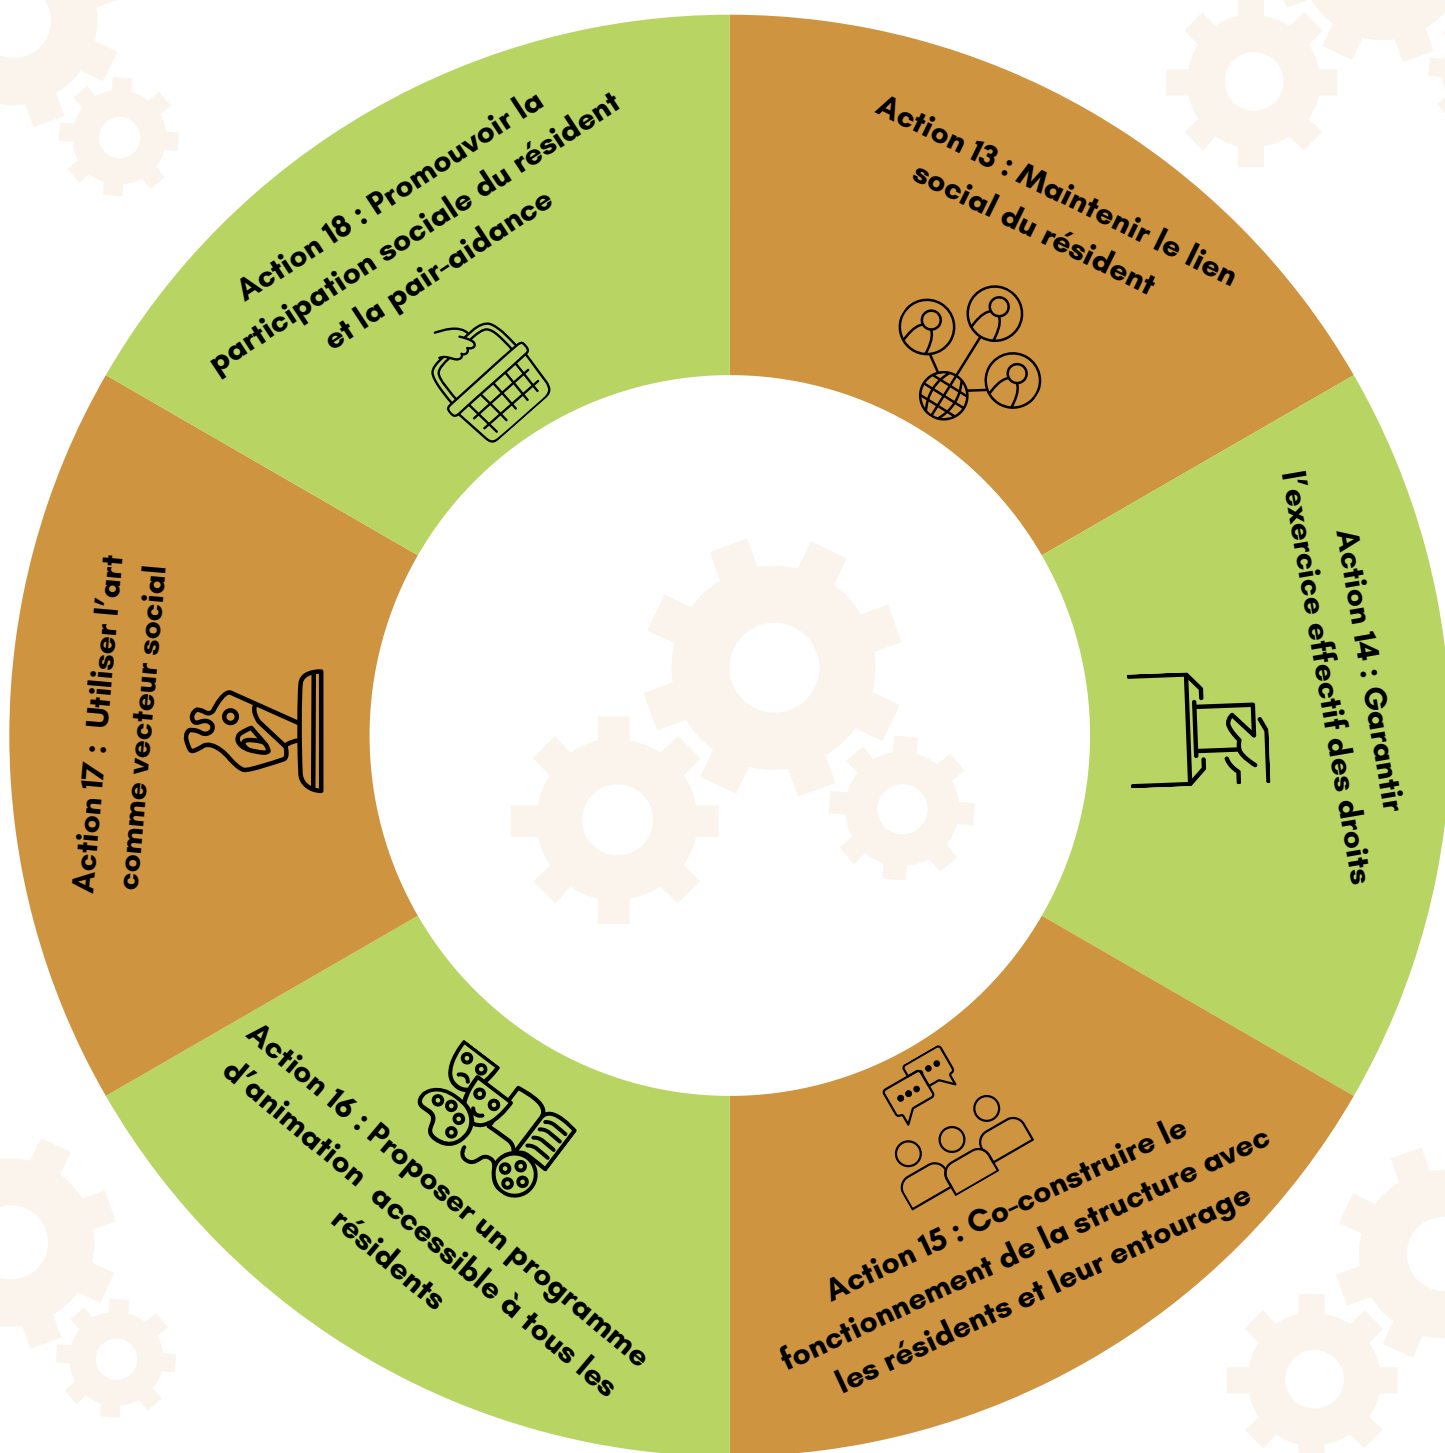 Action 13 : Maintenir le lien
social du résident
Action 14 : Garantir
l'exercice effectif des droits
Action 15 : Co-construire le
fonctionnement de la structure avec
les résidents et leur entourage
Action 16 : Proposer un programme
d'animation accessible à tous les
résidents
Action 17 : Utiliser l'art
comme vecteur social
Action 18 : Promouvoir la
participation sociale du résident
et la pair-aidance